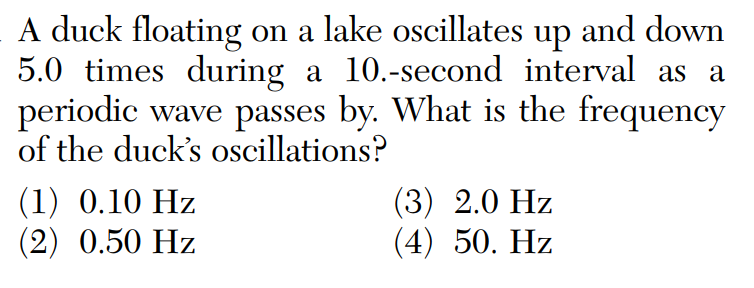 A duck floating on a lake oscillates up and down
5.0 times during a 10.-second interval as a
periodic wave passes by. What is the frequency
of the duck’s oscillations?
(1) 0.10 Hz (3) 2.0 Hz
(2) 0.50 Hz (4) 50. Hz